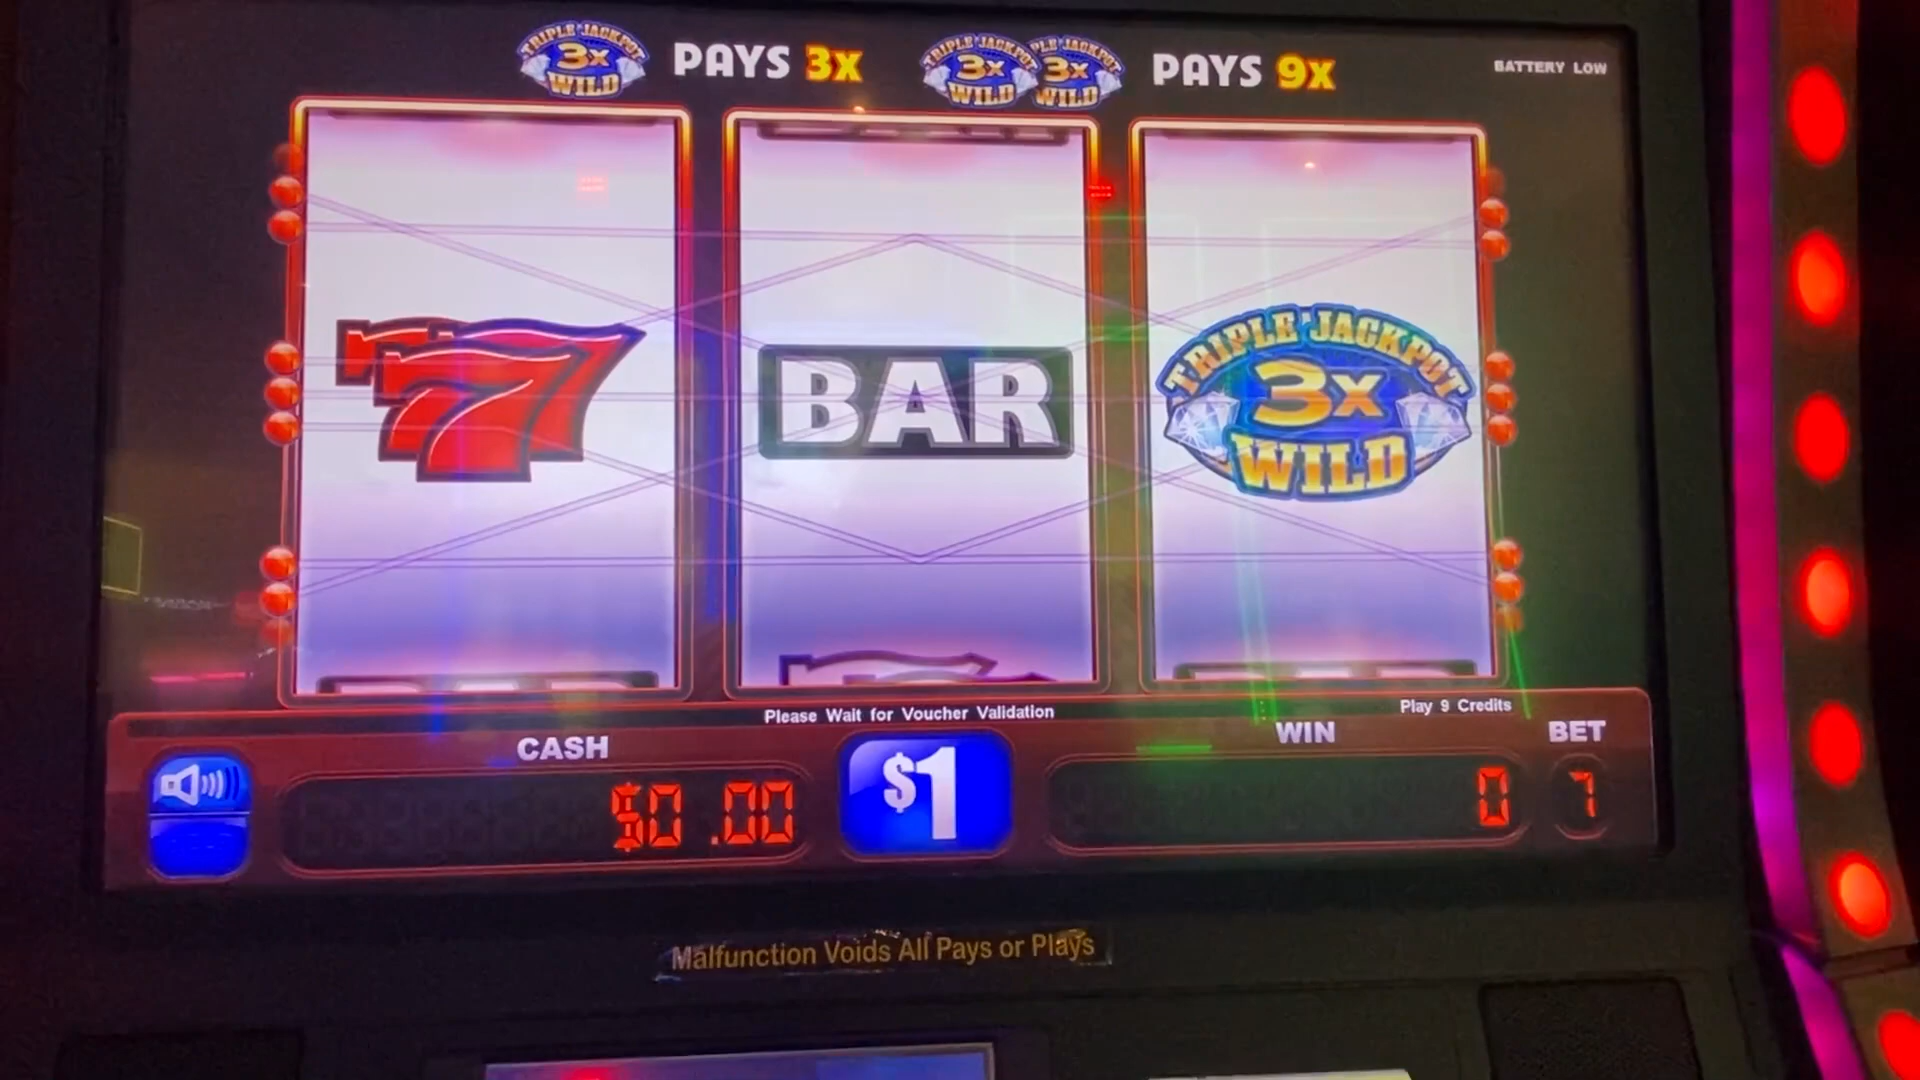 TRIPLE JACKPOT
3x
WILD
PAYS 3X
TRIPLE JACKPOT
3x
WILD
PLE JACKPOT
3x
WILD
PAYS 9X
BATTERY LOW
777
BAR
TRIPLE JACKPOT
3x
WILD
Please Wait for Voucher Validation
Play 9 Credits
CASH
WIN
BET
$0.00
$1
0
7
Malfunction Voids All Pays or Plays